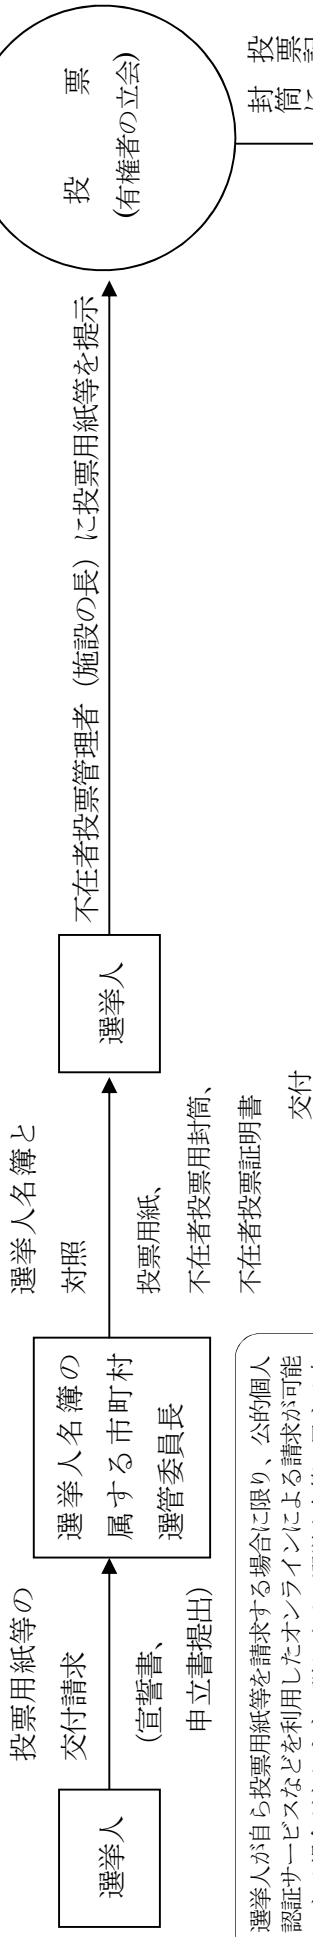 投票用紙等の
交付請求
(宣誓書、
申立書提出)
選挙人
選挙人名簿の
属する市町村
選管委員長
選挙人名簿と
対照
投票用紙、
不在者投票用封筒、
不在者投票証明書
交付
選挙人
不在者投票管理者（施設の長）に投票用紙等を提示
投　票
(有権者の立会)
投票
封筒に
選挙人が自ら投票用紙等を請求する場合に限り、公的個人
認証サービスなどを利用したオンラインによる請求が可能